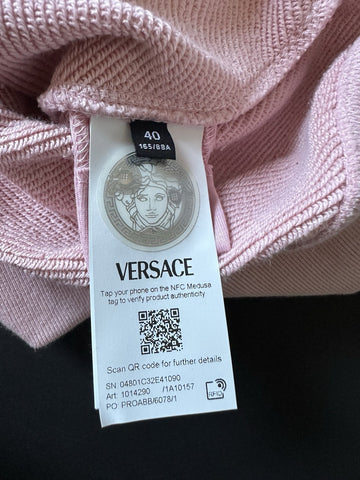 40
165/88A
VERSACE
Tap your phone on the NFC Medusa
tag to verify product authenticity
Scan QR code for further details
SN: 04801C32E41090
Art: 1014290 /1A10157
PO: PROABB/6078/1
RFID